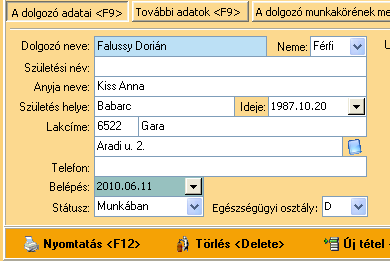 A dolgozó adatai <F9> További adatok <F9> A dolgozó munkakörének me
Dolgozó neve: Falussy Dorián Neme: Férfi
Születési név:
Anyja neve: Kiss Anna
Születés helye: Babarc Ideje: 1987.10.20
Lakcíme: 6522 Gara
Aradi u. 2.
Telefon:
Belépés: 2010.06.11
Státusz: Munkában Egészségügyi osztály: D
Nyomtatás <F12> Törlés <Delete> Új tétel